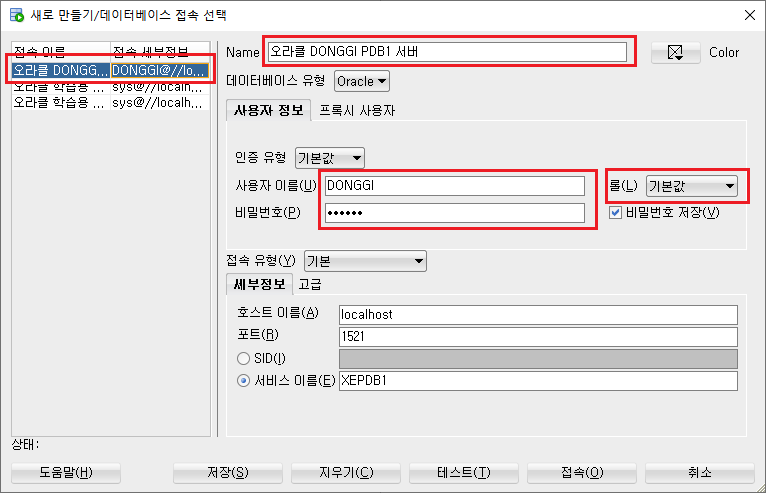 새로 만들기/데이터베이스 접속 선택
접속 이름 접속 세부정보
오라클 DONGG... DONGGI@//lo...
오라클 학습용 ... sys@//localh...
오라클 학습용 ... sys@//localh...
Name 오라클 DONGGI PDB1 서버 Color
데이터베이스 유형 Oracle
사용자 정보 프록시 사용자
인증 유형 기본값
사용자 이름(U) DONGGI 롤(L) 기본값
비밀번호(P) •••••• 비밀번호 저장(V)
접속 유형(Y) 기본
세부정보 고급
호스트 이름(A) localhost
포트(R) 1521
SID(I)
서비스 이름(E) XEPDB1
상태:
도움말(H) 저장(S) 지우기(C) 테스트(T) 접속(O) 취소